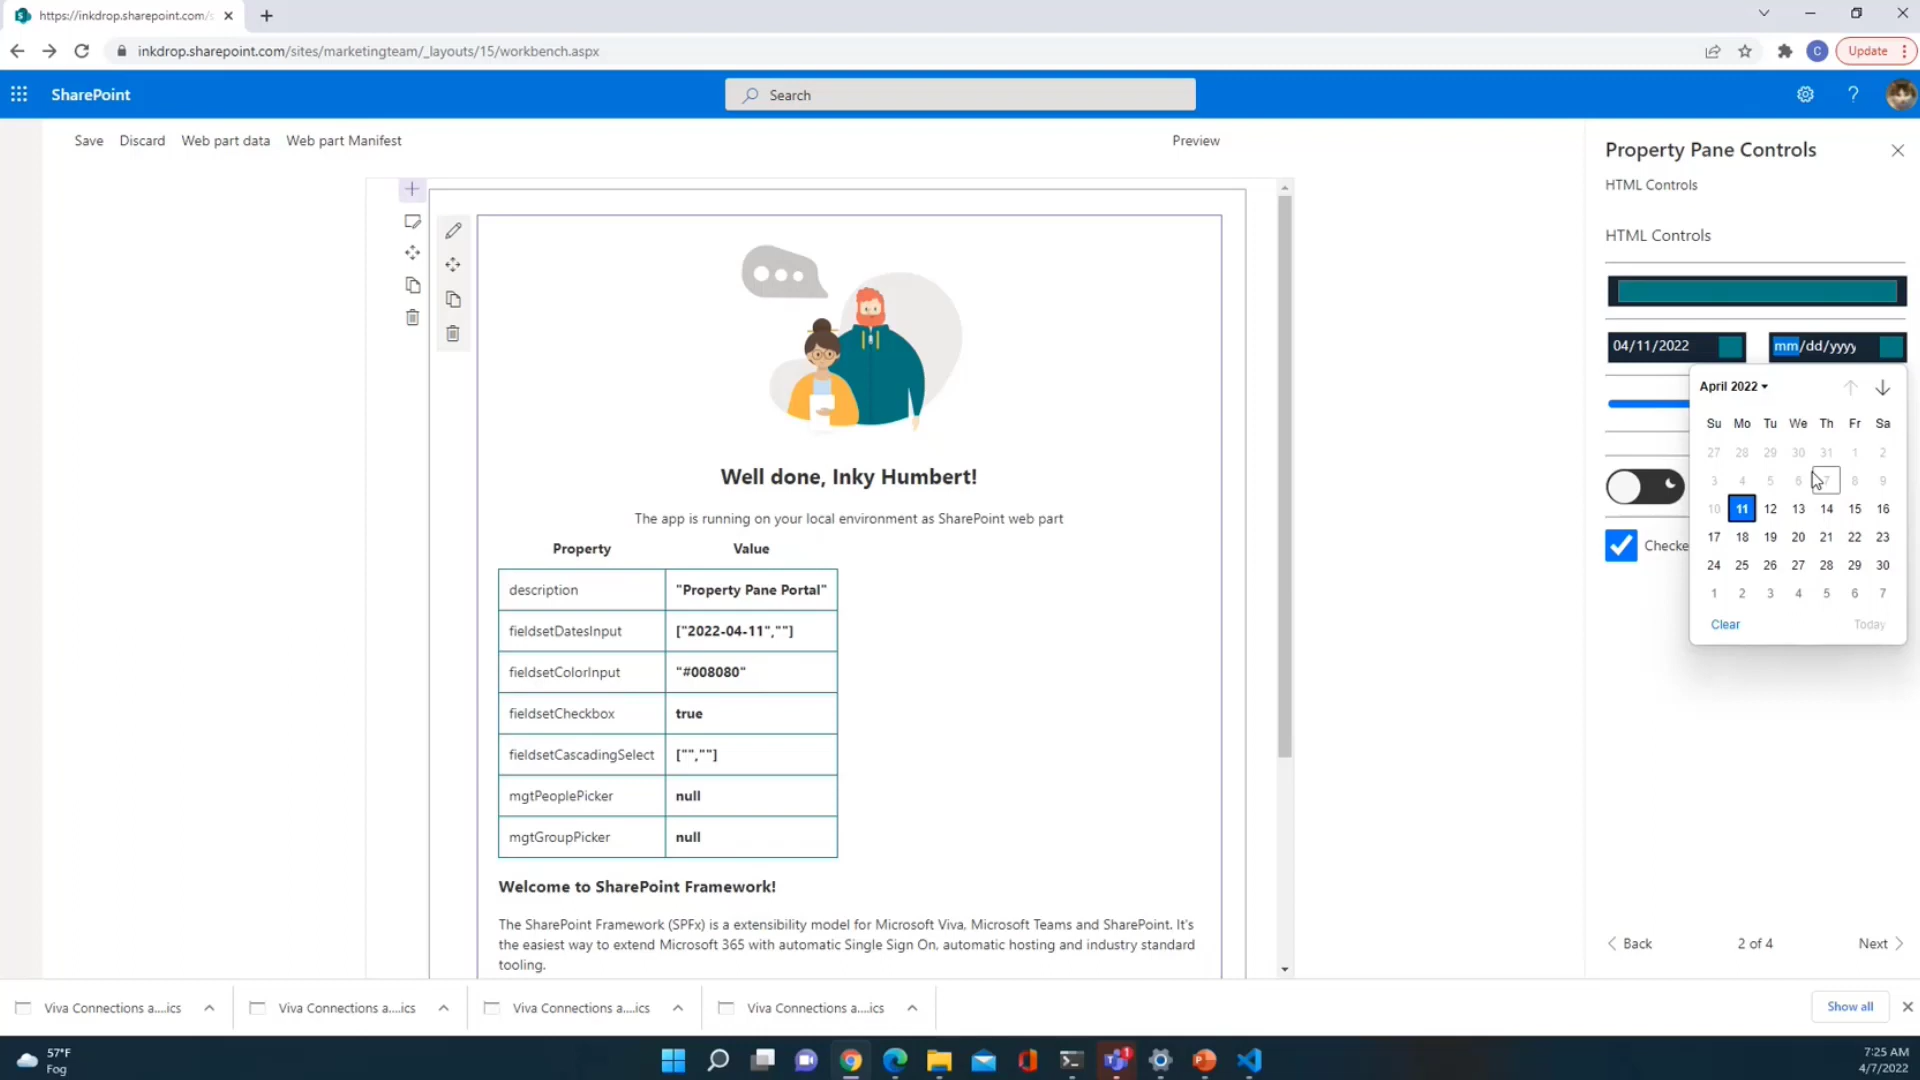 https://inkdrop.sharepoint.com/s
inkdrop.sharepoint.com/sites/marketingteam/_layouts/15/workbench.aspx
C
Update
SharePoint
Search
Save Discard Web part data Web part Manifest Preview
Well done, Inky Humbert!
The app is running on your local environment as SharePoint web part
Property Value
description "Property Pane Portal"
fieldsetDatesInput ["2022-04-11",""]
fieldsetColorInput "#008080"
fieldsetCheckbox true
fieldsetCascadingSelect ["",""]
mgtPeoplePicker null
mgtGroupPicker null
Welcome to SharePoint Framework!
The SharePoint Framework (SPFx) is a extensibility model for Microsoft Viva, Microsoft Teams and SharePoint. It's
the easiest way to extend Microsoft 365 with automatic Single Sign On, automatic hosting and industry standard
tooling.
Property Pane Controls
HTML Controls
HTML Controls
04/11/2022 mm/dd/yyyy
April 2022
Su Mo Tu We Th Fr Sa
27 28 29 30 31 1 2
3 4 5 6 7 8 9
10 11 12 13 14 15 16
17 18 19 20 21 22 23
24 25 26 27 28 29 30
1 2 3 4 5 6 7
Clear Today
Checke
Back 2 of 4 Next
Viva Connections a....ics Viva Connections a....ics Viva Connections a....ics Viva Connections a....ics Show all
57°F
Fog
1
7:25 AM
4/7/2022